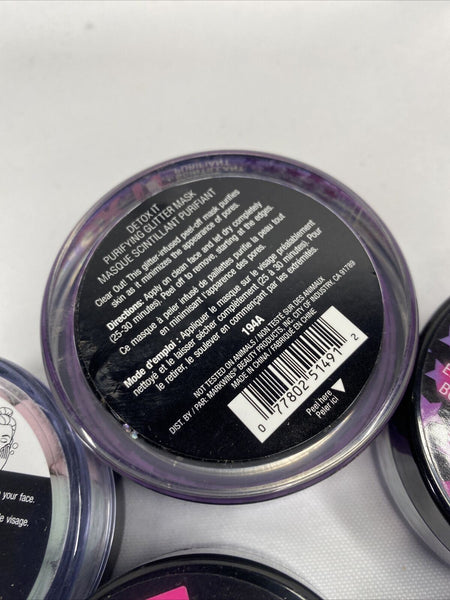 DETOX IT
PURIFYING GLITTER MASK
MASQUE SCINTILLANT PURIFIANT
Clear Out! This glitter-infused peel-off mask purifies
skin as it minimizes the appearance of pores.
Directions: Apply on clean face and let dry completely
(25-30 minutes) Peel off to remove, starting at the edges.
Ce masque à peler infusé de paillettes purifie la peau tout
en minimisant l'apparence des pores.
Mode d'emploi : Appliquer le masque sur le visage préalablement
nettoyé et le laisser sécher complètement (25 à 30 minutes). Pour
le retirer, le soulever en commençant par les extrémités.
194A
NOT TESTED ON ANIMALS / NON TESTÉ SUR DES ANIMAUX
DIST. BY / PAR: MARKWINS® BEAUTY PRODUCTS, INC. CITY OF INDUSTRY, CA 91789
MADE IN CHINA / FABRIQUÉ EN CHINE
0 77802 51491 2
Peel here
Peler ici
your face.
visage.